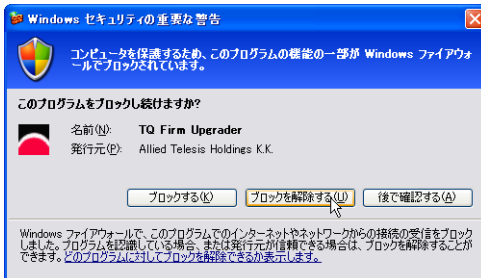 Windows セキュリティの重要な警告
コンピュータを保護するため、このプログラムの機能の一部が Windows ファイアウォ
ールでブロックされています。
このプログラムをブロックし続けますか?
名前(N): TQ Firm Upgrader
発行元(P): Allied Telesis Holdings K.K.
ブロックする(K) ブロックを解除する(U) 後で確認する(A)
Windows ファイアウォールで、このプログラムでのインターネットやネットワークからの接続の受信をブロック
しました。プログラムを認識している場合、または発行元が信頼できる場合は、ブロックを解除することが
できます。どのプログラムに対してブロックを解除できるか表示します。